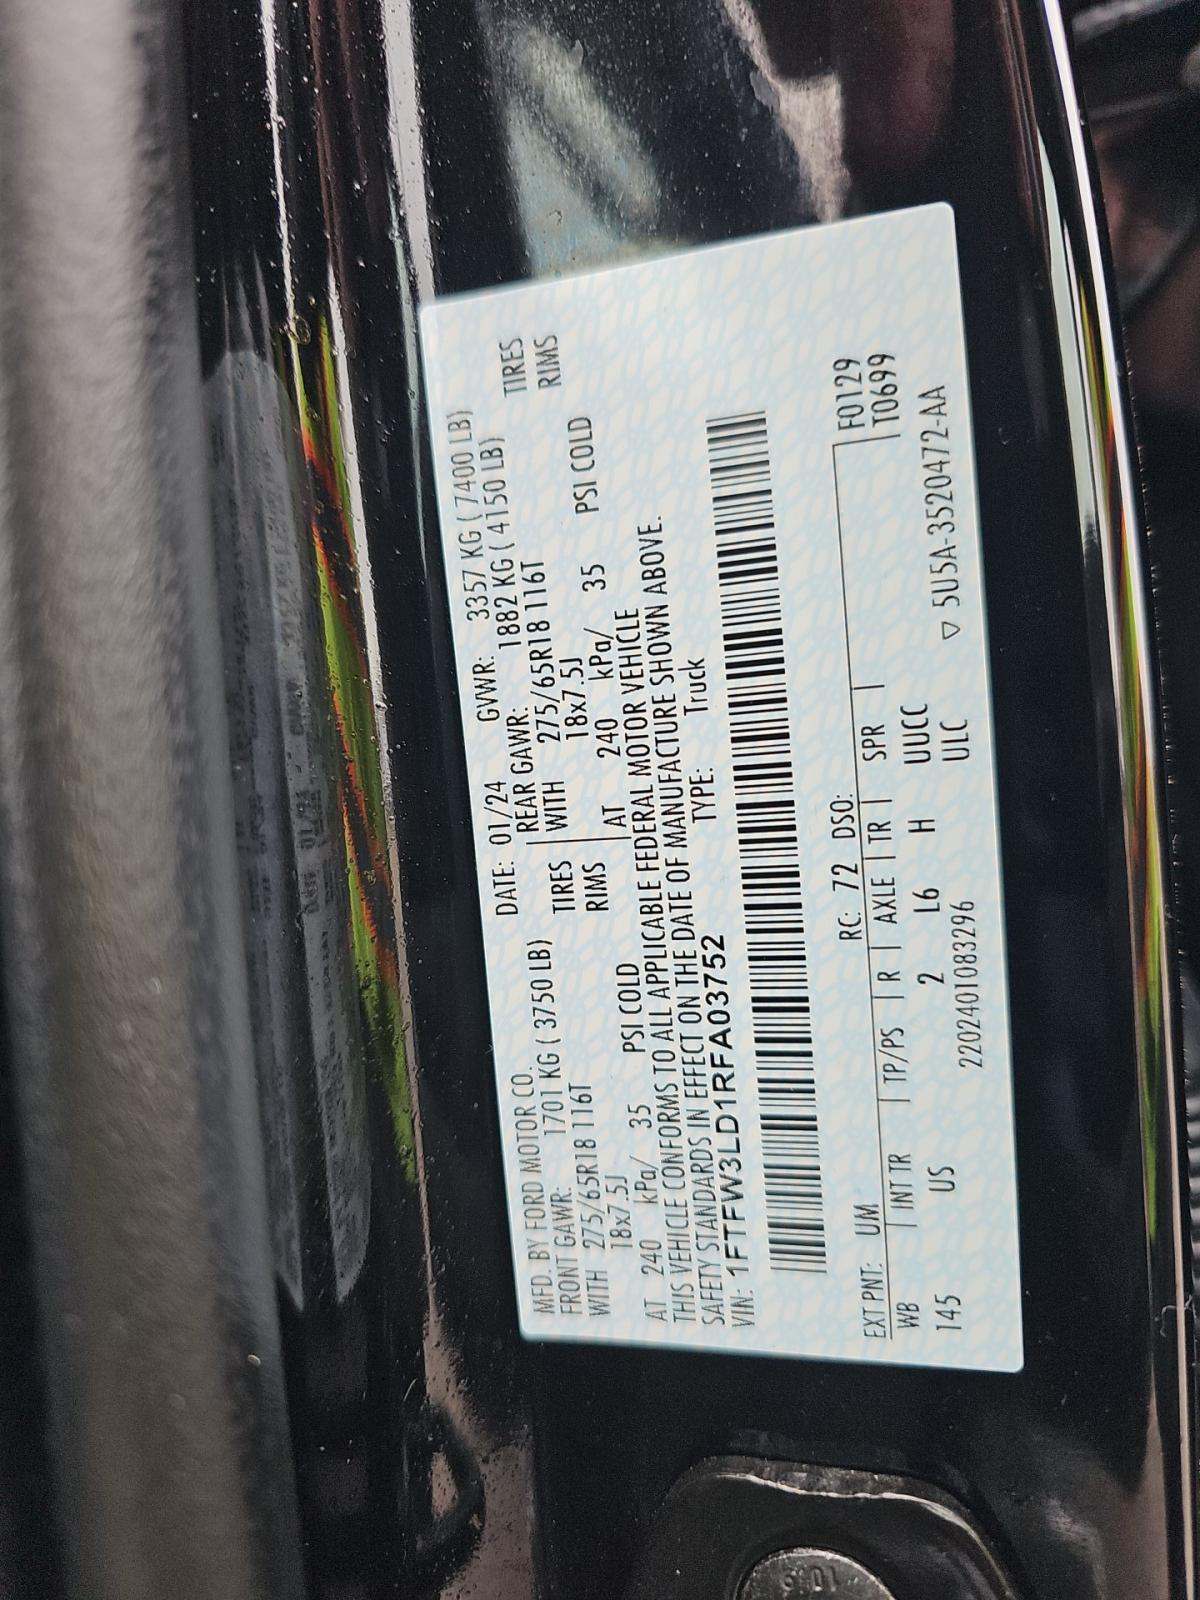 MFD. BY FORD MOTOR CO. DATE: 01/24 GVWR: 3357 KG ( 7400 LB)
FRONT GAWR: 1701 KG ( 3750 LB) REAR GAWR: 1882 KG ( 4150 LB)
WITH 275/65R18 116T TIRES WITH 275/65R18 116T TIRES
18x7.5J RIMS 18x7.5J RIMS
AT 240 kPa/ 35 PSI COLD AT 240 kPa/ 35 PSI COLD
THIS VEHICLE CONFORMS TO ALL APPLICABLE FEDERAL MOTOR VEHICLE
SAFETY STANDARDS IN EFFECT ON THE DATE OF MANUFACTURE SHOWN ABOVE.
VIN: 1FTFW3LD1RFA03752 TYPE: Truck
EXT PNT: UM RC: 72 DSO: F0129
WB INT TR TP/PS R AXLE TR SPR T0699
145 US 2 L6 H UUCC
ULC ▽ 5U5A-3520472-AA
220240108​3296